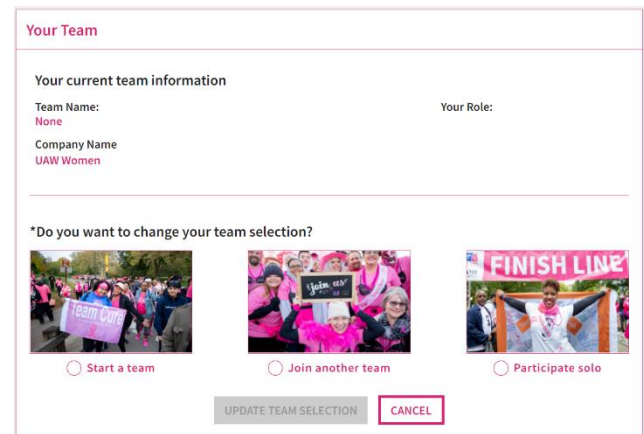 Your Team
Your current team information
Team Name:
None
Your Role:
Company Name
UAW Women
*Do you want to change your team selection?
Team Cure
join us
FINISH LINE
Start a team
Join another team
Participate solo
UPDATE TEAM SELECTION
CANCEL